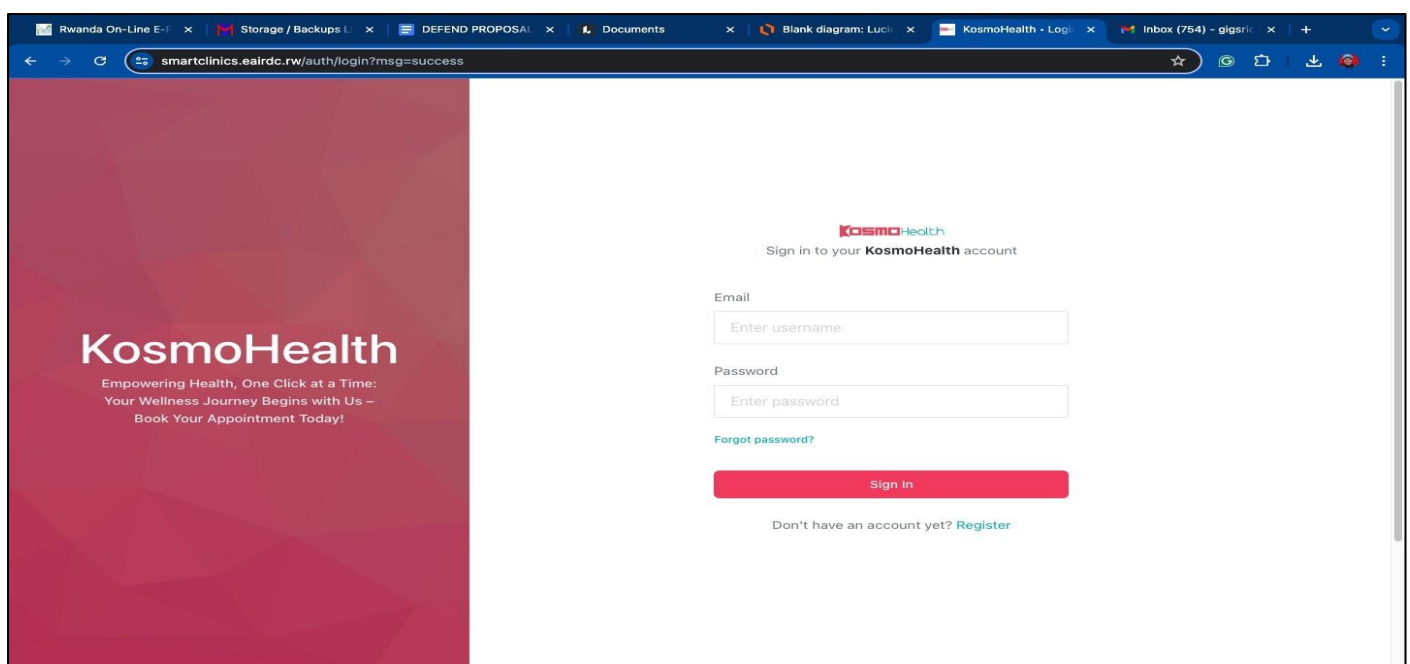 Rwanda On-Line E-F
Storage / Backups L
DEFEND PROPOSAL
Documents
Blank diagram: Lucid
KosmoHealth - Login
Inbox (754) - gigsric
smartclinics.eairdc.rw/auth/login?msg=success
KosmoHealth
Sign in to your KosmoHealth account
Email
Enter username
KosmoHealth
Empowering Health, One Click at a Time:
Your Wellness Journey Begins with Us –
Book Your Appointment Today!
Password
Enter password
Forgot password?
Sign In
Don't have an account yet? Register